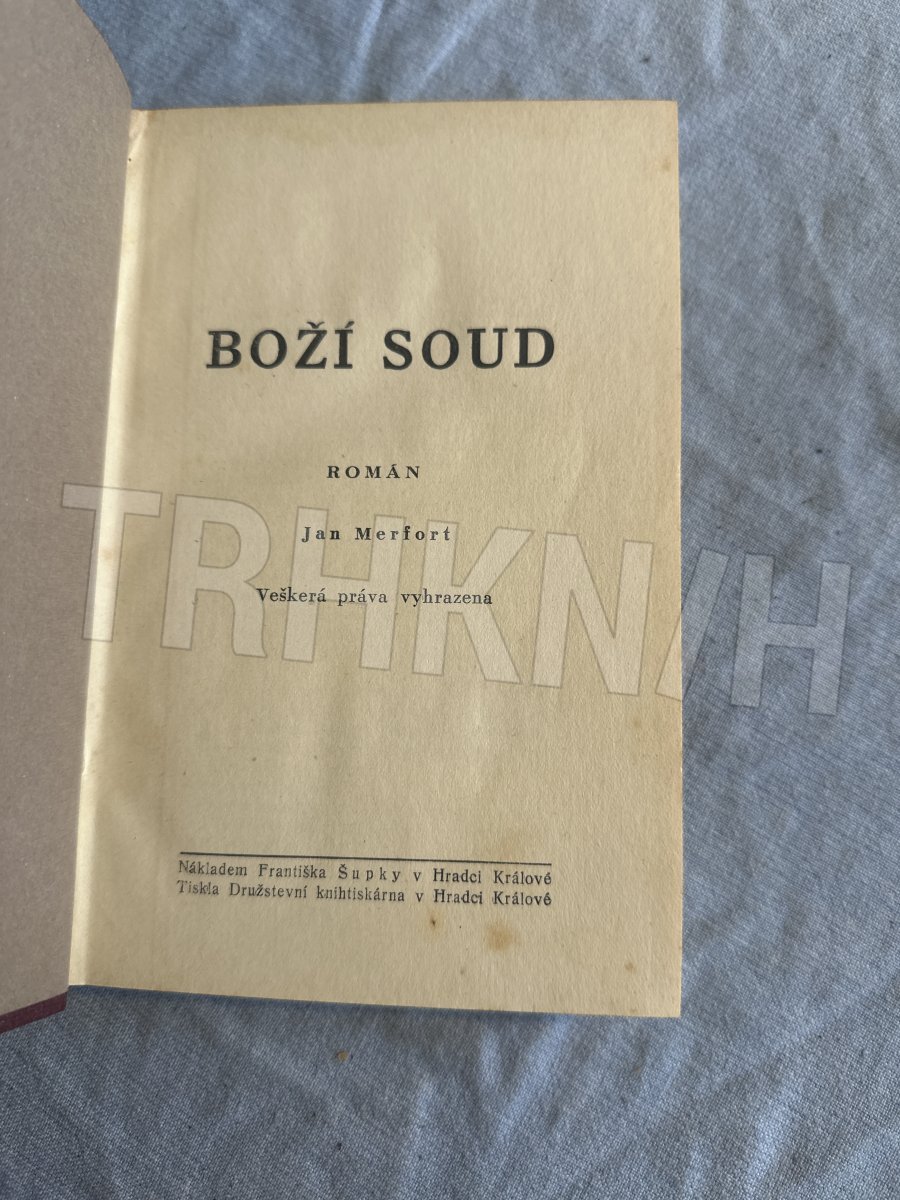 BOŽÍ SOUD
ROMÁN
Jan Merfort
Veškerá práva vyhrazena
TRHKNIH
Nákladem Františka Šupky v Hradci Králové
Tiskla Družstevní knihtiskárna v Hradci Králové